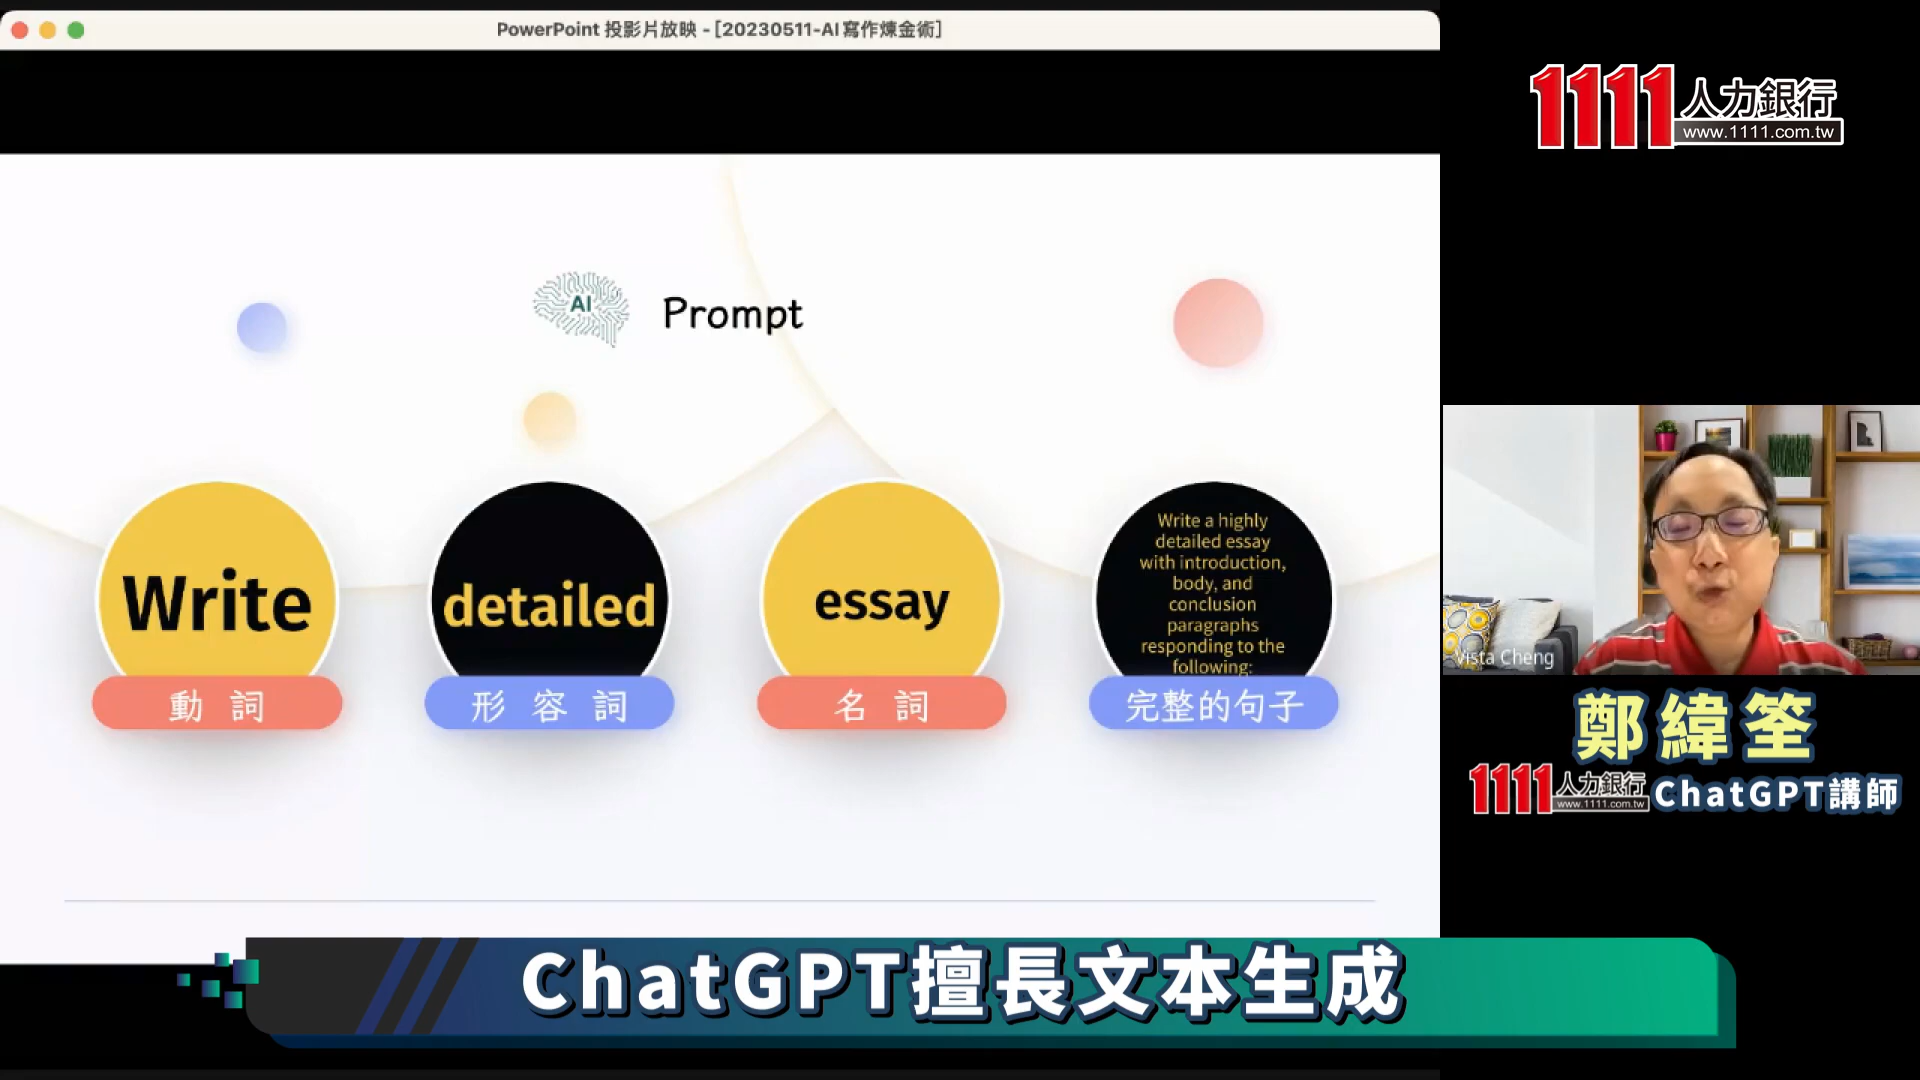 PowerPoint 投影片放映 - [20230511-AI寫作煉金術]
1111人力銀行
www.1111.com.tw
AI
Prompt
Write
動詞
detailed
形容詞
essay
名詞
Write a highly
detailed essay
with introduction,
body, and
conclusion
paragraphs
responding to the
following:
完整的句子
Vista Cheng
鄭緯筌
1111人力銀行
www.1111.com.tw
ChatGPT講師
ChatGPT擅長文本生成